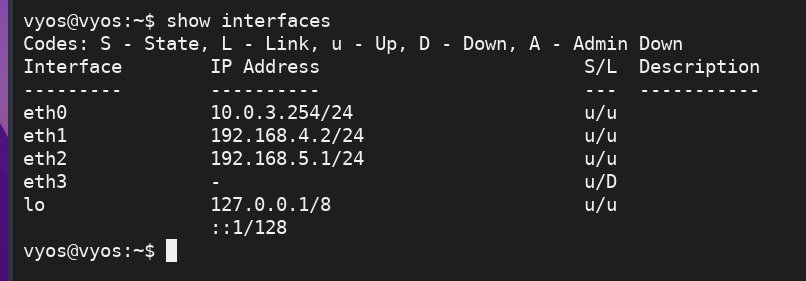 vyos@vyos:~$ show interfaces
Codes: S - State, L - Link, u - Up, D - Down, A - Admin Down
Interface        IP Address                        S/L  Description
---------        ----------                        ---  -----------
eth0             10.0.3.254/24                     u/u
eth1             192.168.4.2/24                    u/u
eth2             192.168.5.1/24                    u/u
eth3             -                                 u/D
lo               127.0.0.1/8                       u/u
                 ::1/128
vyos@vyos:~$